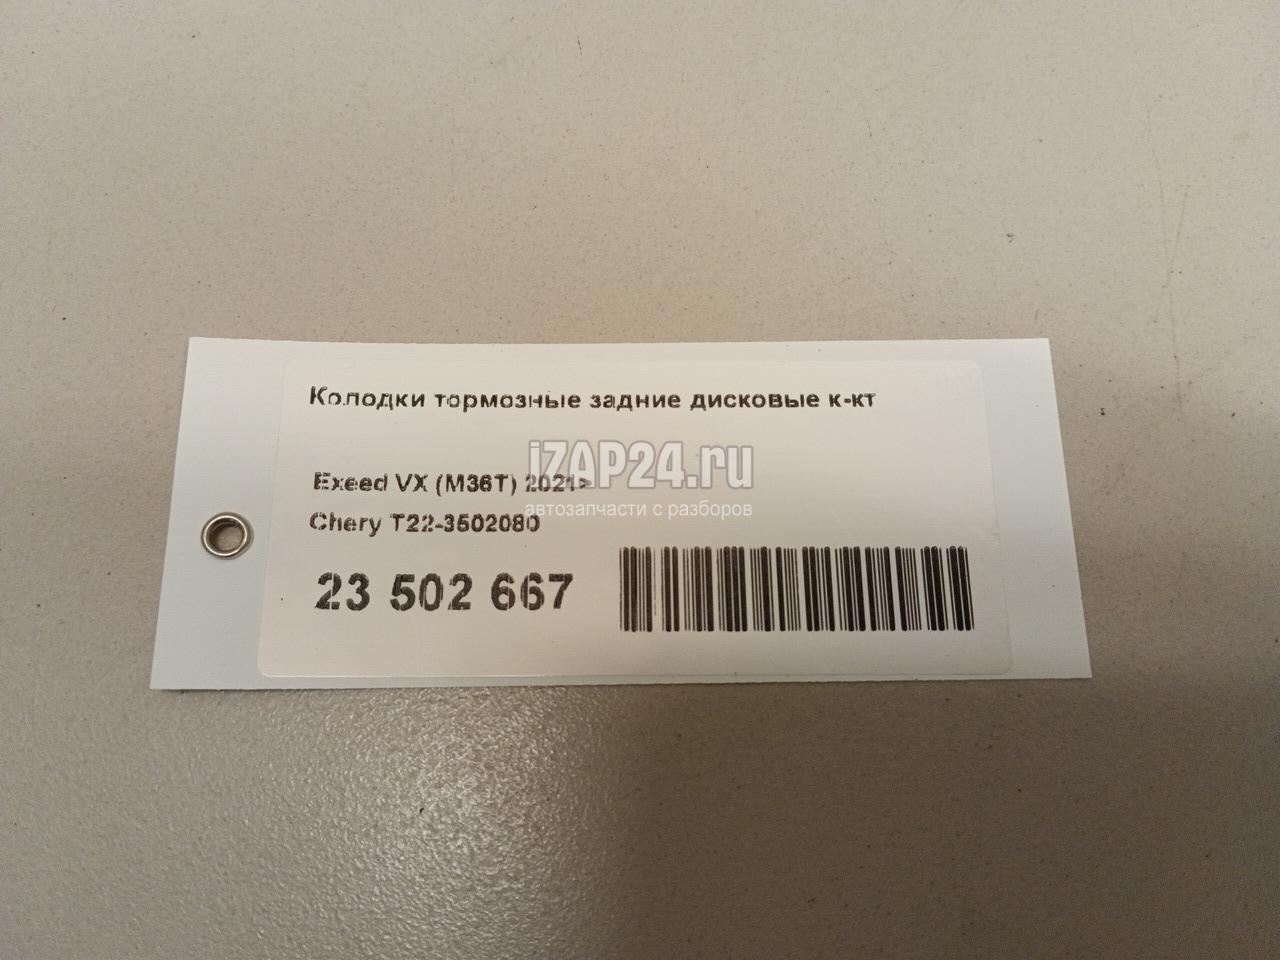 Колодки тормозные задние дисковые к-кт
iZAP24.ru
Exeed VX (M36T) 2021>
автозапчасти с разборов
Chery T22-3502080
23 502 667